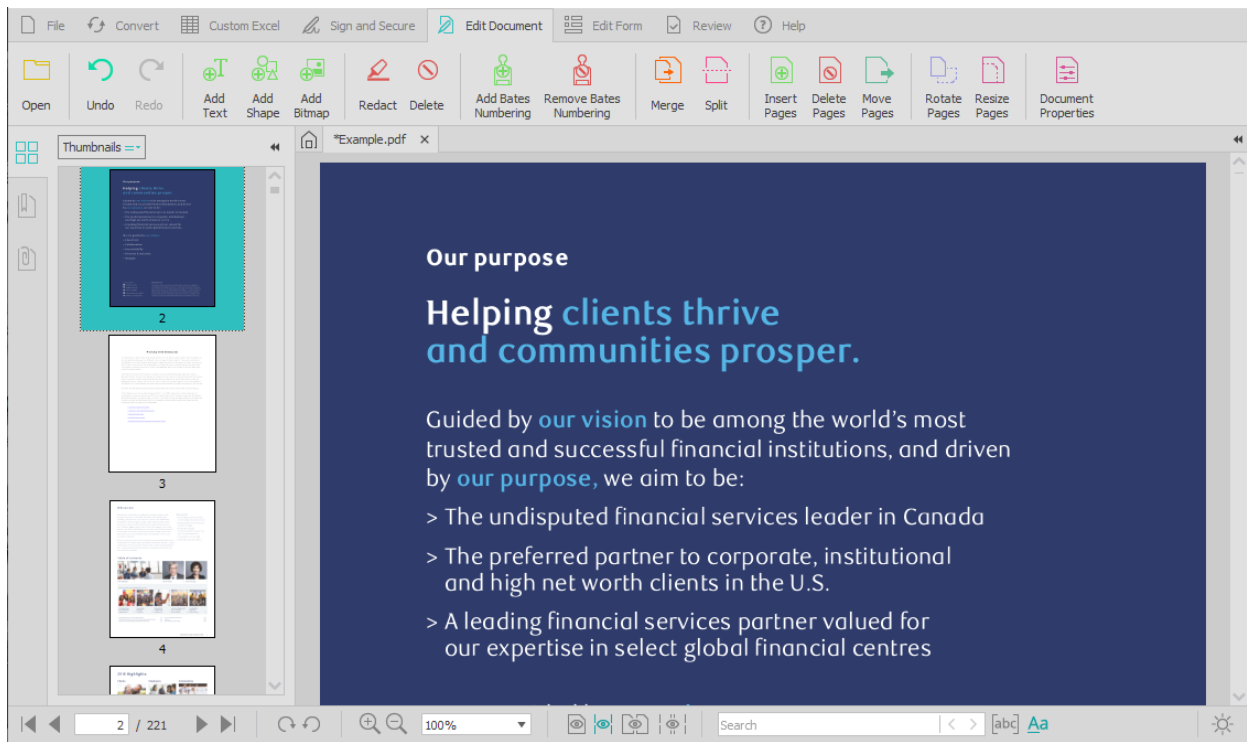 File Convert Custom Excel Sign and Secure Edit Document Edit Form Review Help
Open Undo Redo Add Text Add Shape Add Bitmap Redact Delete Add Bates Numbering Remove Bates Numbering Merge Split Insert Pages Delete Pages Move Pages Rotate Pages Resize Pages Document Properties
Thumbnails
*Example.pdf
2
3
4
2018 Highlights
Our purpose
Helping clients thrive
and communities prosper.
Guided by our vision to be among the world's most
trusted and successful financial institutions, and driven
by our purpose, we aim to be:
> The undisputed financial services leader in Canada
> The preferred partner to corporate, institutional
and high net worth clients in the U.S.
> A leading financial services partner valued for
our expertise in select global financial centres
2 / 221 100% Search [abc] Aa